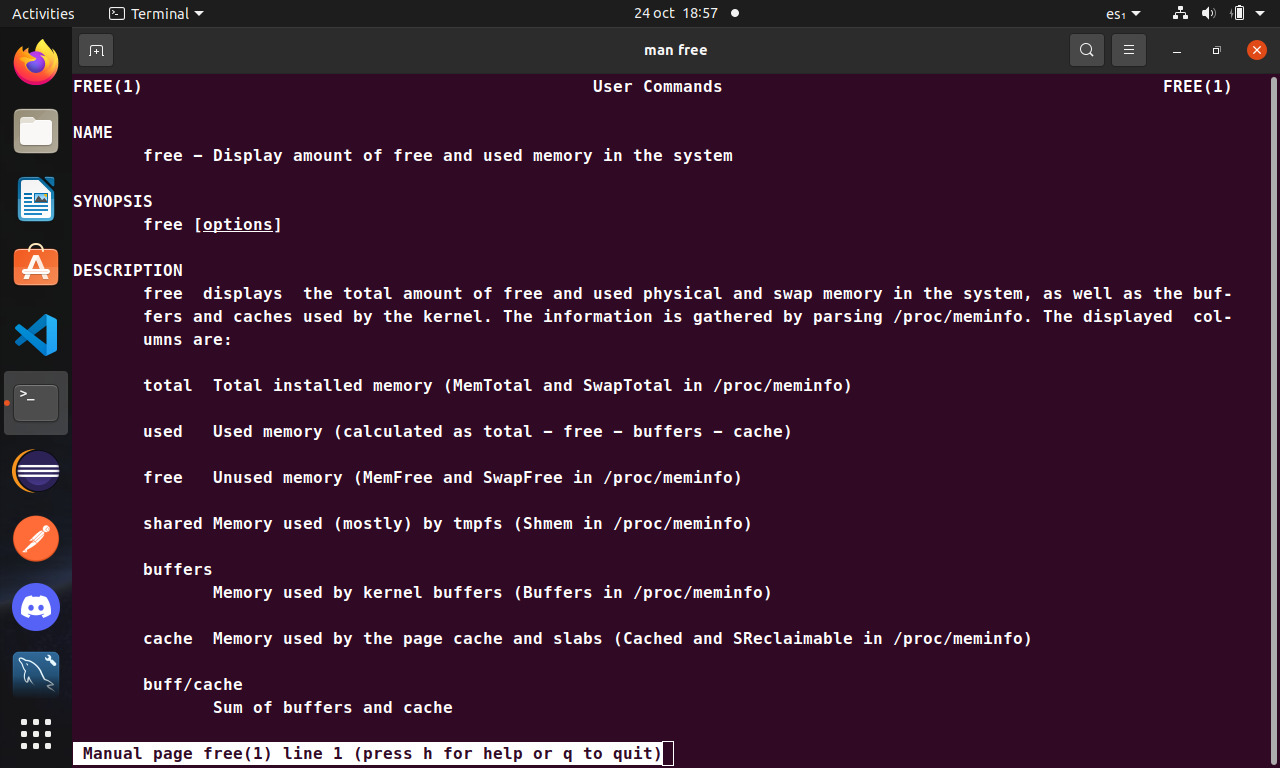 Activities Terminal 24 oct 18:57 es₁
man free
FREE(1) User Commands FREE(1)
NAME
free - Display amount of free and used memory in the system
SYNOPSIS
free [options]
DESCRIPTION
free displays the total amount of free and used physical and swap memory in the system, as well as the buf-
fers and caches used by the kernel. The information is gathered by parsing /proc/meminfo. The displayed col-
umns are:
total Total installed memory (MemTotal and SwapTotal in /proc/meminfo)
used Used memory (calculated as total - free - buffers - cache)
free Unused memory (MemFree and SwapFree in /proc/meminfo)
shared Memory used (mostly) by tmpfs (Shmem in /proc/meminfo)
buffers
Memory used by kernel buffers (Buffers in /proc/meminfo)
cache Memory used by the page cache and slabs (Cached and SReclaimable in /proc/meminfo)
buff/cache
Sum of buffers and cache
Manual page free(1) line 1 (press h for help or q to quit)